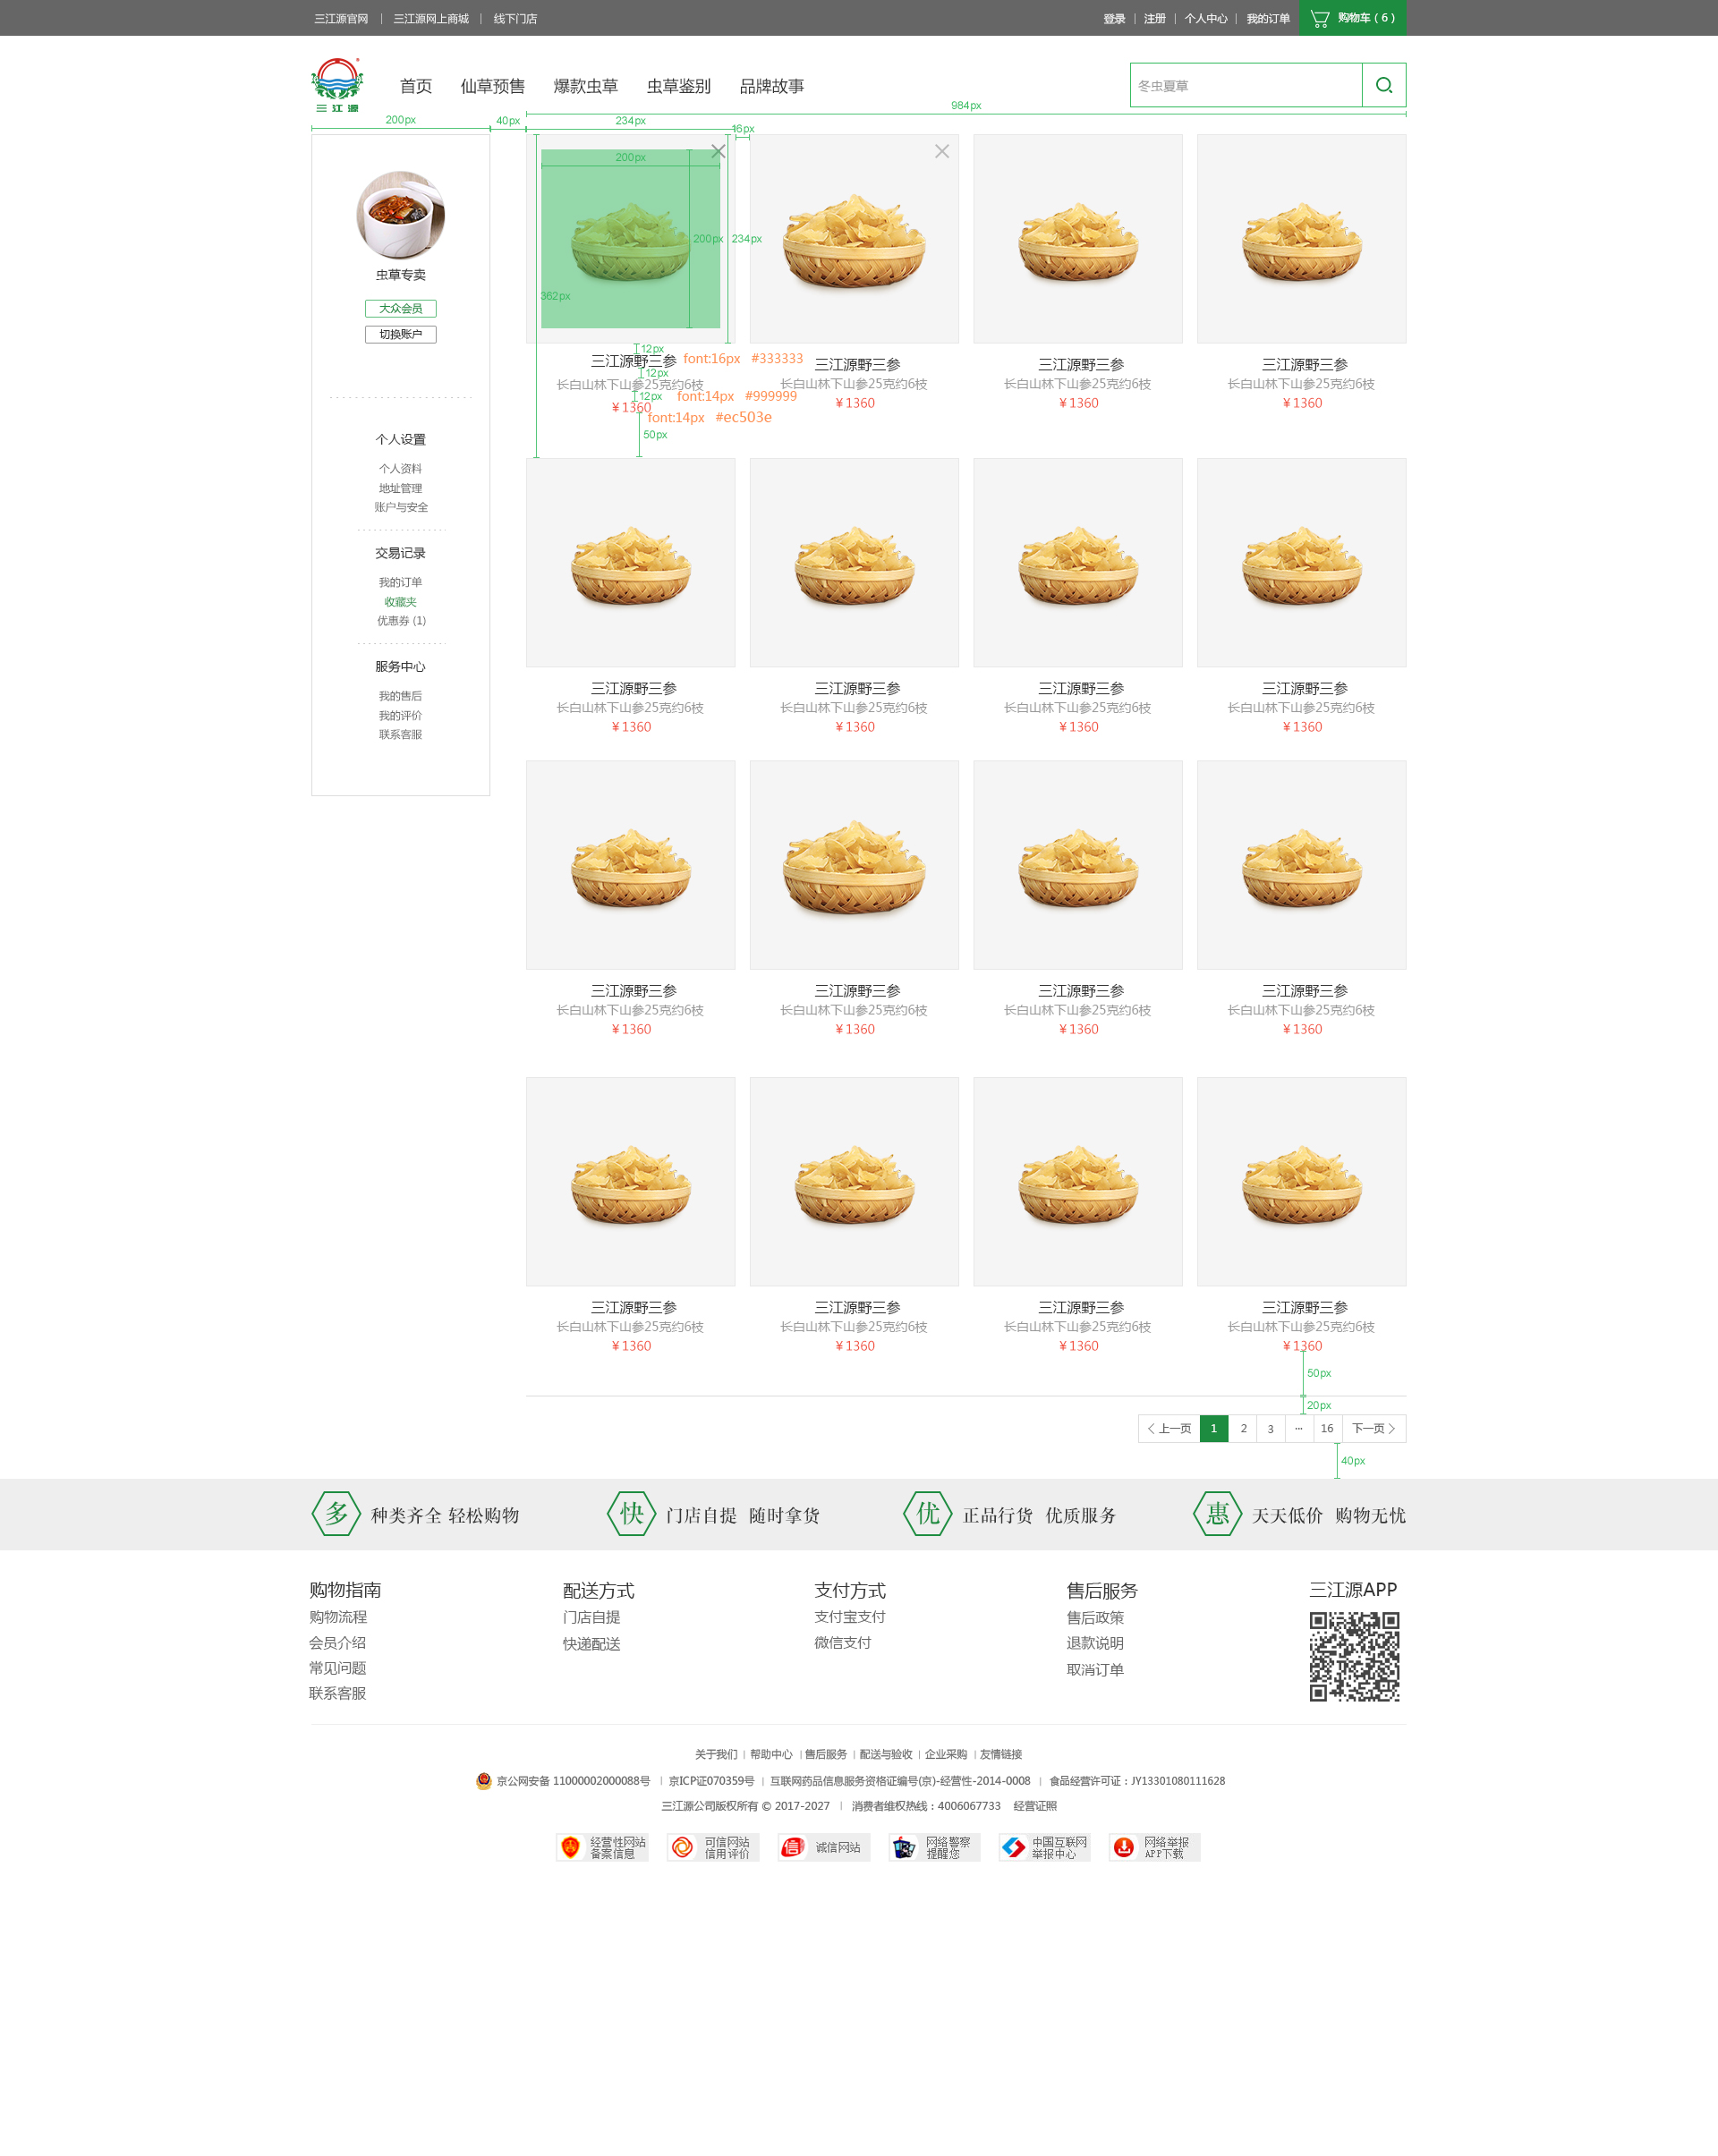 三江源官网 | 三江源网上商城 | 线下门店
登录 | 注册 | 个人中心 | 我的订单 购物车 ( 6 )
三江源
首页 仙草预售 爆款虫草 虫草鉴别 品牌故事
冬虫夏草
984px
200px 40px 234px 16px
200px
200px 234px
362px
虫草专卖
大众会员
切换账户
个人设置
个人资料
地址管理
账户与安全
交易记录
我的订单
收藏夹
优惠券 (1)
服务中心
我的售后
我的评价
联系客服
12px
三江源野三参 font:16px #333333 三江源野三参 三江源野三参 三江源野三参
12px
长白山林下山参25克约6枝 长白山林下山参25克约6枝 长白山林下山参25克约6枝 长白山林下山参25克约6枝
12px font:14px #999999
¥ 1360 ¥ 1360 ¥ 1360 ¥ 1360
font:14px #ec503e
50px
三江源野三参 三江源野三参 三江源野三参 三江源野三参
长白山林下山参25克约6枝 长白山林下山参25克约6枝 长白山林下山参25克约6枝 长白山林下山参25克约6枝
¥ 1360 ¥ 1360 ¥ 1360 ¥ 1360
三江源野三参 三江源野三参 三江源野三参 三江源野三参
长白山林下山参25克约6枝 长白山林下山参25克约6枝 长白山林下山参25克约6枝 长白山林下山参25克约6枝
¥ 1360 ¥ 1360 ¥ 1360 ¥ 1360
三江源野三参 三江源野三参 三江源野三参 三江源野三参
长白山林下山参25克约6枝 长白山林下山参25克约6枝 长白山林下山参25克约6枝 长白山林下山参25克约6枝
¥ 1360 ¥ 1360 ¥ 1360 ¥ 1360
50px
20px
上一页 1 2 3 ... 16 下一页
40px
多 种类齐全 轻松购物 快 门店自提 随时拿货 优 正品行货 优质服务 惠 天天低价 购物无忧
购物指南
购物流程
会员介绍
常见问题
联系客服
配送方式
门店自提
快递配送
支付方式
支付宝支付
微信支付
售后服务
售后政策
退款说明
取消订单
三江源APP
关于我们 | 帮助中心 | 售后服务 | 配送与验收 | 企业采购 | 友情链接
京公网安备 11000002000088号 | 京ICP证070359号 | 互联网药品信息服务资格证编号(京)-经营性-2014-0008 | 食品经营许可证：JY13301080111628
三江源公司版权所有 © 2017-2027 | 消费者维权热线：4006067733 经营证照
经营性网站
备案信息
可信网站
信用评价
信 诚信网站
网络警察
提醒您
中国互联网
举报中心
网络举报
APP下载